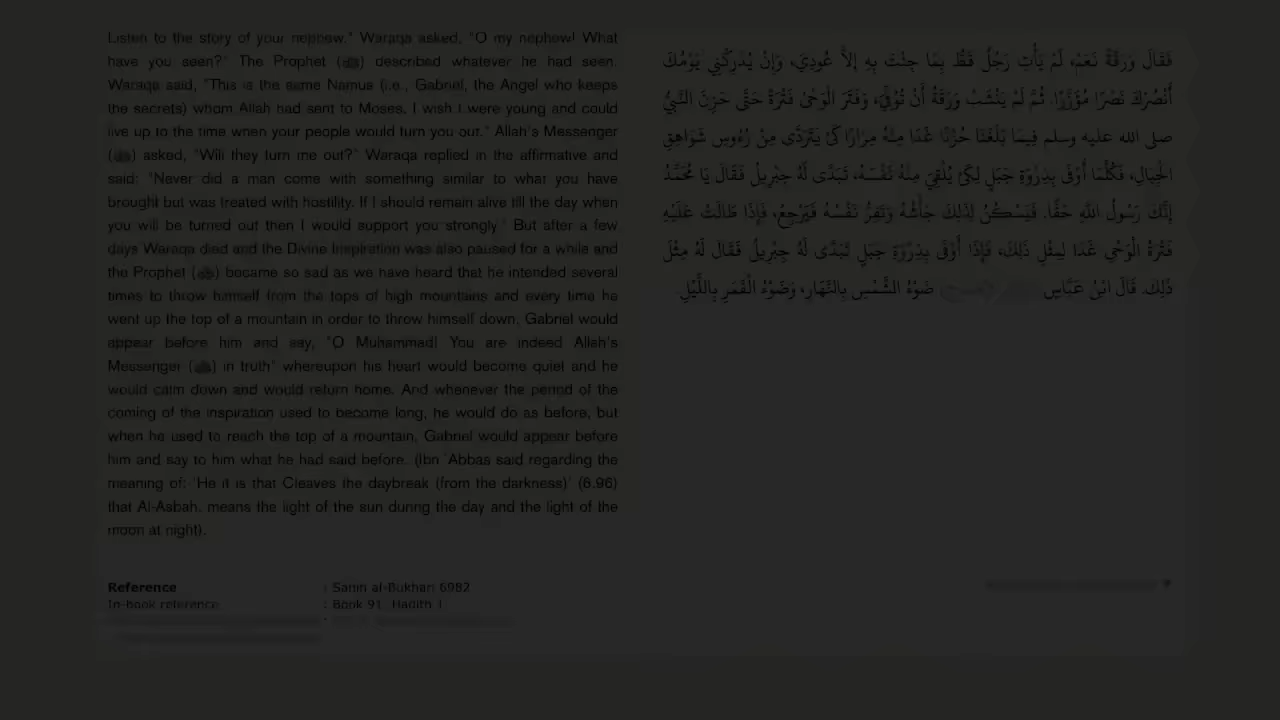 Listen to the story of your nephew." Waraqa asked, "O my nephew! What
have you seen?" The Prophet (ﷺ) described whatever he had seen.
Waraqa said, "This is the same Namus (i.e., Gabriel, the Angel who keeps
the secrets) whom Allah had sent to Moses. I wish I were young and could
live up to the time when your people would turn you out." Allah's Messenger
(ﷺ) asked, "Will they turn me out?" Waraqa replied in the affirmative and
said: "Never did a man come with something similar to what you have
brought but was treated with hostility. If I should remain alive till the day when
you will be turned out then I would support you strongly." But after a few
days Waraqa died and the Divine Inspiration was also paused for a while and
the Prophet (ﷺ) became so sad as we have heard that he intended several
times to throw himself from the tops of high mountains and every time he
went up the top of a mountain in order to throw himself down, Gabriel would
appear before him and say, "O Muhammad! You are indeed Allah's
Messenger (ﷺ) in truth" whereupon his heart would become quiet and he
would calm down and would return home. And whenever the period of the
coming of the inspiration used to become long, he would do as before, but
when he used to reach the top of a mountain, Gabriel would appear before
him and say to him what he had said before. (Ibn 'Abbas said regarding the
meaning of: 'He it is that Cleaves the daybreak (from the darkness)' (6.96)
that Al-Asbah. means the light of the sun during the day and the light of the
moon at night).
فَقَالَ وَرَقَةُ نَعَمْ، لَمْ يَأْتِ رَجُلٌ قَطُّ بِمَا جِئْتَ بِهِ إِلاَّ عُودِيَ، وَإِنْ يُدْرِكْنِي يَوْمُكَ
أَنْصُرْكَ نَصْرًا مُؤَزَّرًا. ثُمَّ لَمْ يَنْشَبْ وَرَقَةُ أَنْ تُوُفِّيَ، وَفَتَرَ الْوَحْىُ فَتْرَةً حَتَّى حَزِنَ النَّبِيُّ
صلى الله عليه وسلم فِيمَا بَلَغَنَا حُزْنًا غَدَا مِنْهُ مِرَارًا كَىْ يَتَرَدَّى مِنْ رُءُوسِ شَوَاهِقِ
الْجِبَالِ، فَكُلَّمَا أَوْفَى بِذِرْوَةِ جَبَلٍ لِكَىْ يُلْقِيَ مِنْهُ نَفْسَهُ، تَبَدَّى لَهُ جِبْرِيلُ فَقَالَ يَا مُحَمَّدُ
إِنَّكَ رَسُولُ اللَّهِ حَقًّا. فَيَسْكُنُ لِذَلِكَ جَأْشُهُ وَتَقِرُّ نَفْسُهُ فَيَرْجِعُ، فَإِذَا طَالَتْ عَلَيْهِ
فَتْرَةُ الْوَحْىِ غَدَا لِمِثْلِ ذَلِكَ، فَإِذَا أَوْفَى بِذِرْوَةِ جَبَلٍ تَبَدَّى لَهُ جِبْرِيلُ فَقَالَ لَهُ مِثْلَ
ذَلِكَ. قَالَ ابْنُ عَبَّاسٍ ضَوْءُ الشَّمْسِ بِالنَّهَارِ، وَضَوْءُ الْقَمَرِ بِاللَّيْلِ.
Reference : Sahih al-Bukhari 6982
In-book reference : Book 91, Hadith 1